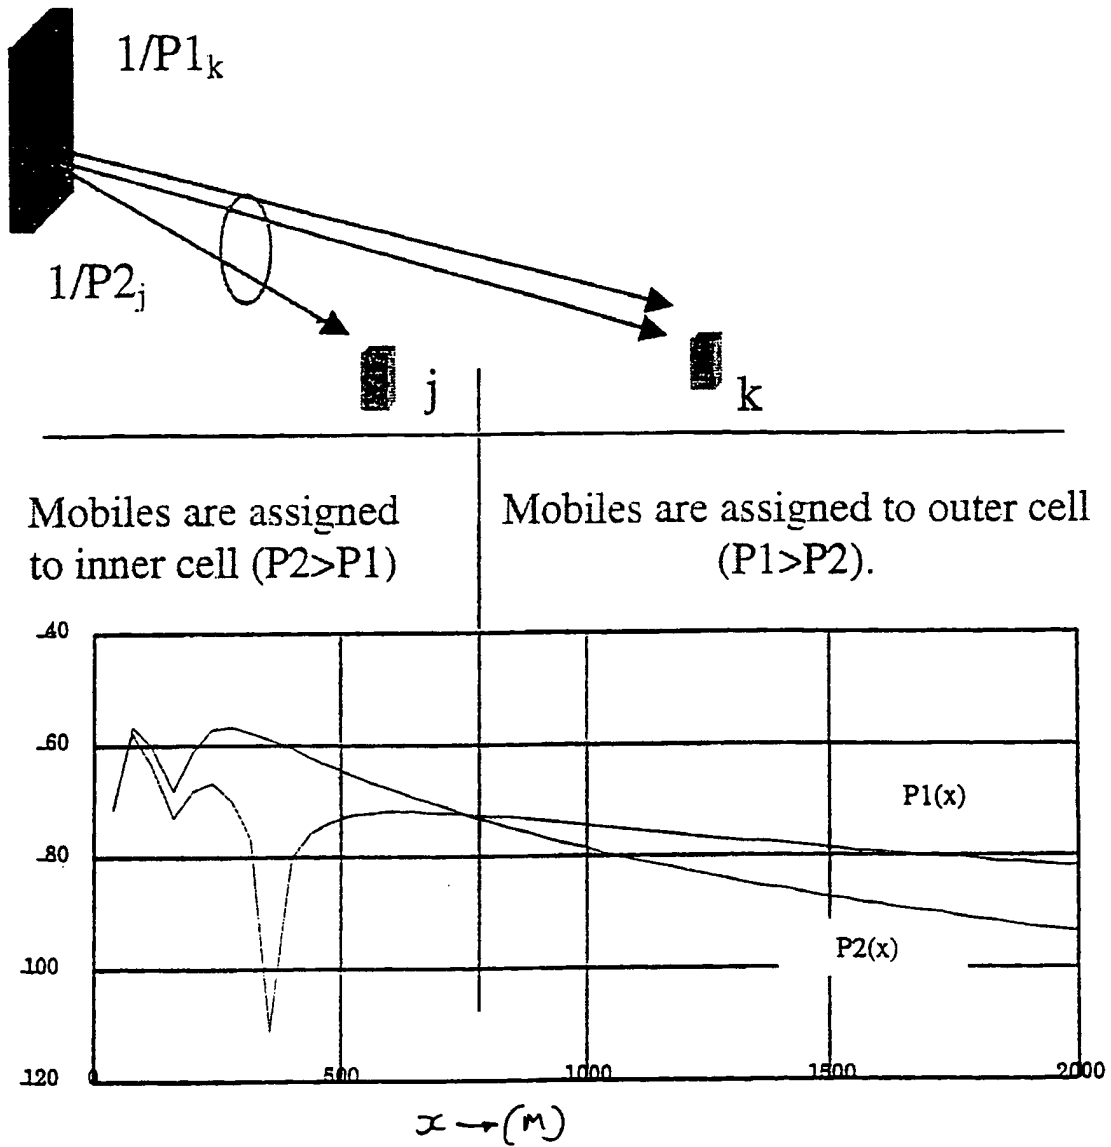 1/P1k
1/P2j
j
k
Mobiles are assigned
to inner cell (P2>P1)
Mobiles are assigned to outer cell
(P1>P2).
-40
-60
-80
-100
-120
P1(x)
P2(x)
0
500
1000
1500
2000
x → (M)